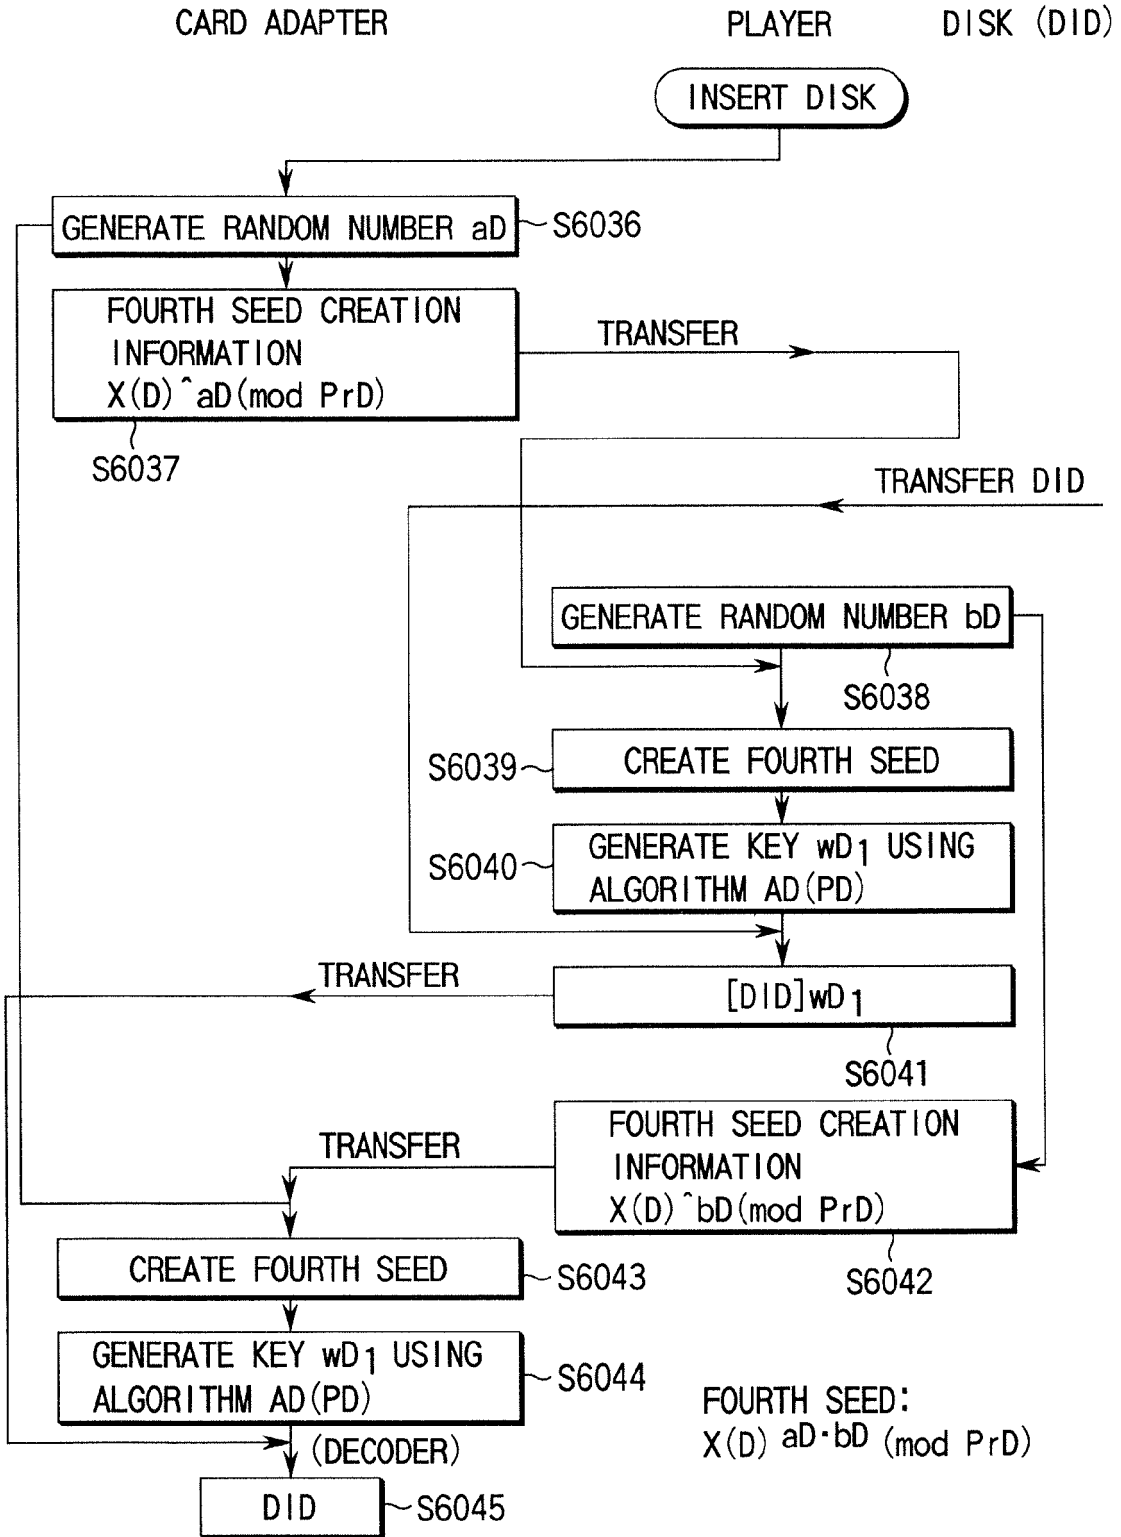 CARD ADAPTER
PLAYER
DISK (DID)
INSERT DISK
GENERATE RANDOM NUMBER aD
S6036
FOURTH SEED CREATION
INFORMATION
X(D)^aD(mod PrD)
S6037
TRANSFER
TRANSFER DID
GENERATE RANDOM NUMBER bD
S6038
S6039
CREATE FOURTH SEED
S6040
GENERATE KEY wD1 USING
ALGORITHM AD(PD)
TRANSFER
[DID]wD1
S6041
TRANSFER
FOURTH SEED CREATION
INFORMATION
X(D)^bD(mod PrD)
S6042
CREATE FOURTH SEED
S6043
GENERATE KEY wD1 USING
ALGORITHM AD(PD)
S6044
(DECODER)
DID
S6045
FOURTH SEED:
X(D) aD·bD (mod PrD)